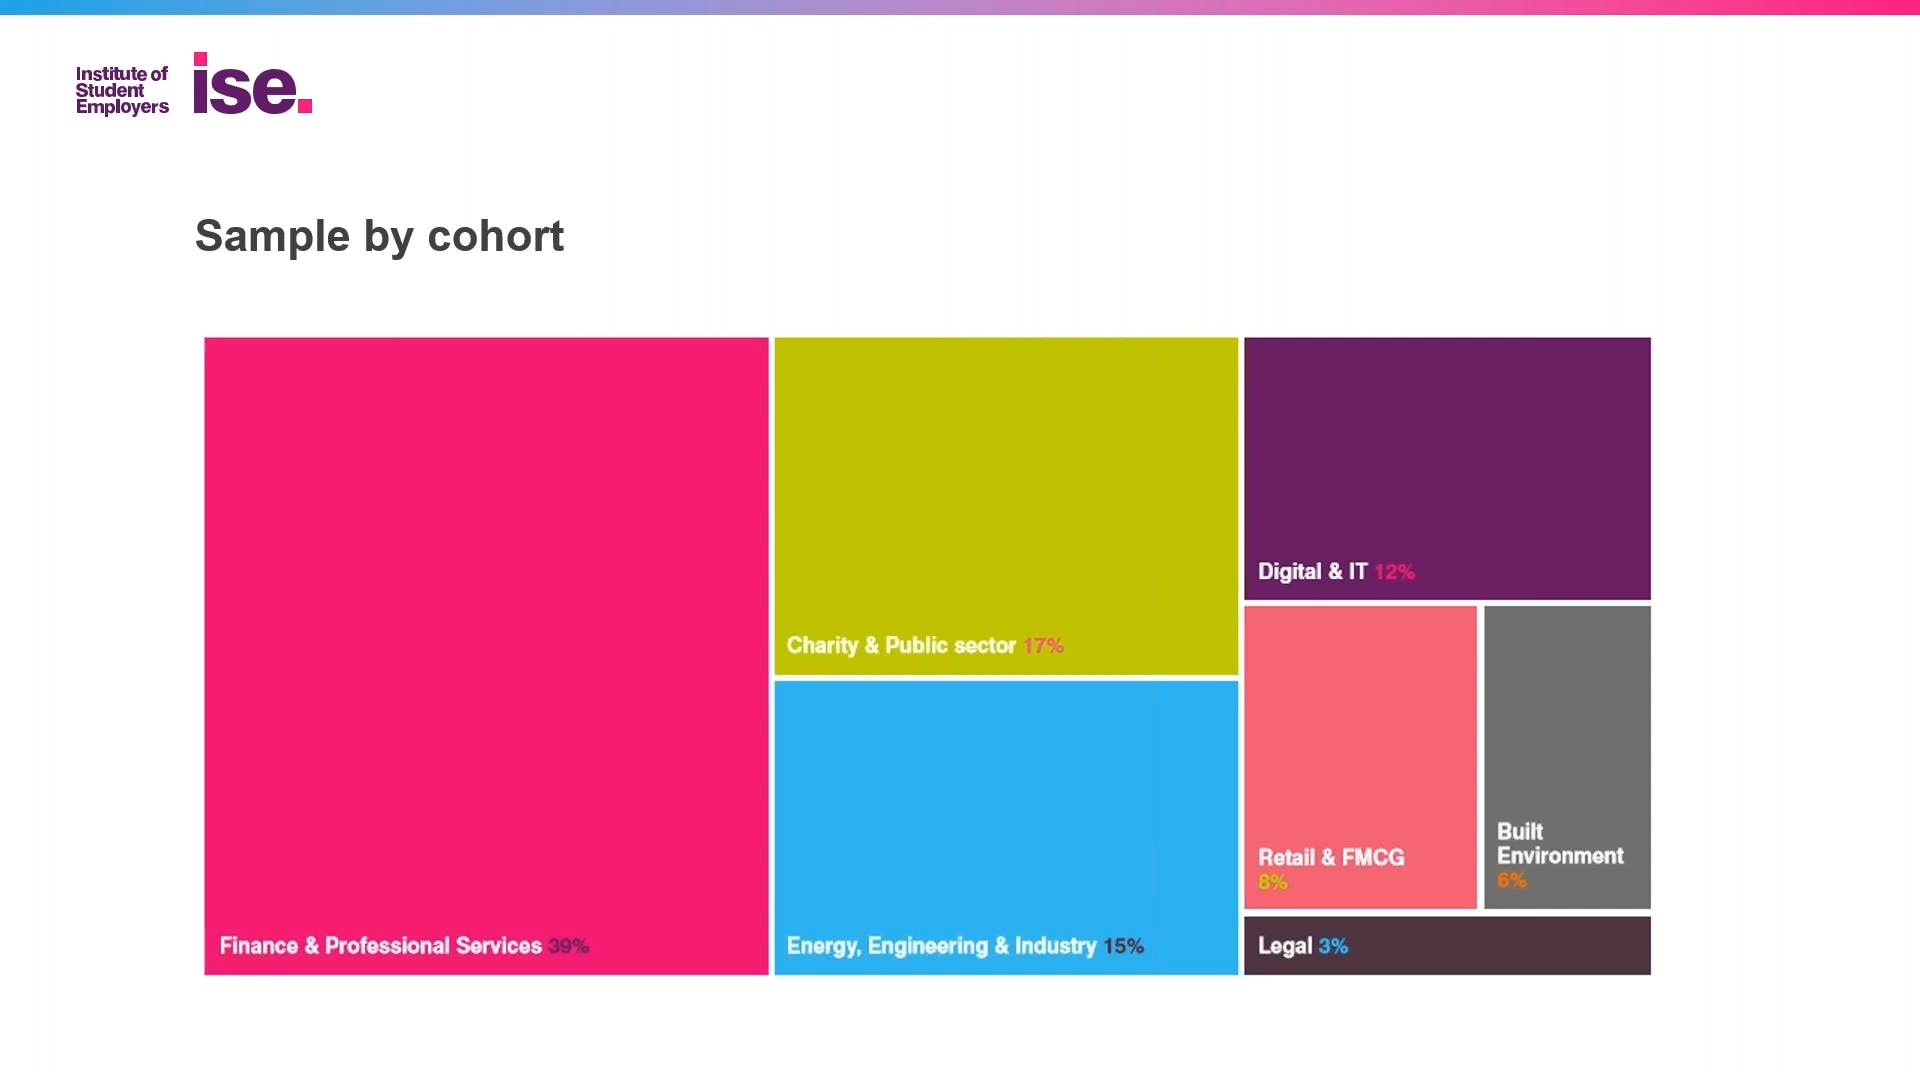 Institute of
Student
Employers
ise.
Sample by cohort
Finance & Professional Services 39%
Charity & Public sector 17%
Energy, Engineering & Industry 15%
Digital & IT 12%
Retail & FMCG
8%
Built
Environment
6%
Legal 3%